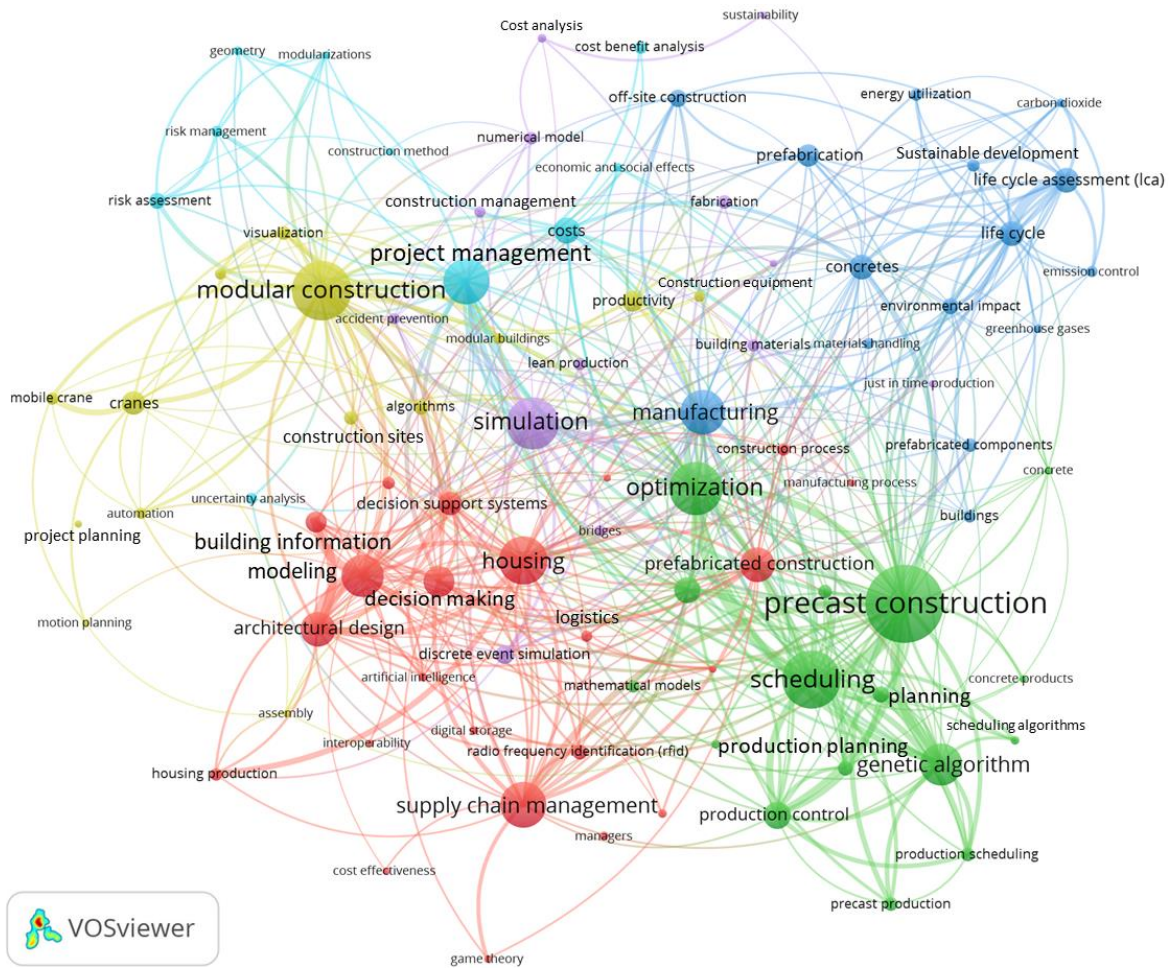 sustainability
Cost analysis
cost benefit analysis
geometry
modularizations
off-site construction
energy utilization
carbon dioxide
risk management
numerical model
construction method
prefabrication
Sustainable development
economic and social effects
life cycle assessment (lca)
risk assessment
construction management
fabrication
visualization
costs
life cycle
project management
concretes
emission control
modular construction
Construction equipment
productivity
environmental impact
accident prevention
modular buildings
greenhouse gases
building materials
materials handling
lean production
just in time production
mobile crane
cranes
algorithms
manufacturing
simulation
construction sites
prefabricated components
construction process
concrete
manufacturing process
optimization
uncertainty analysis
decision support systems
automation
buildings
project planning
bridges
building information
modeling
housing
prefabricated construction
decision making
precast construction
motion planning
architectural design
logistics
discrete event simulation
artificial intelligence
mathematical models
scheduling
concrete products
planning
assembly
scheduling algorithms
digital storage
interoperability
radio frequency identification (rfid)
production planning
housing production
genetic algorithm
supply chain management
production control
managers
production scheduling
cost effectiveness
precast production
VOSviewer
game theory